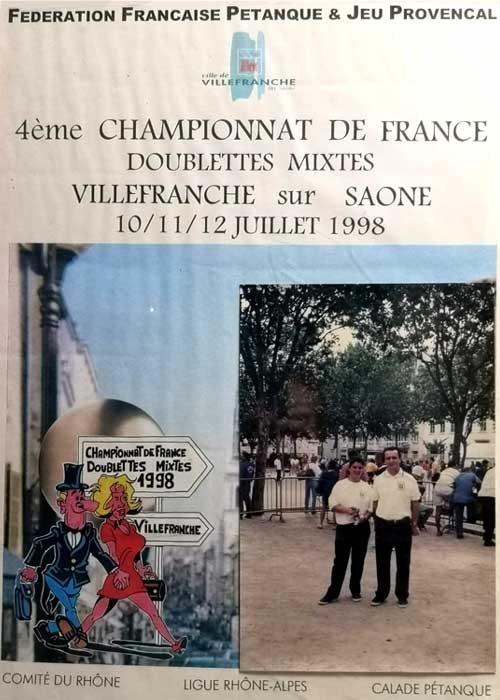 FEDERATION FRANCAISE PETANQUE & JEU PROVENCAL
ville de
VILLEFRANCHE
4ème CHAMPIONNAT DE FRANCE
DOUBLETTES MIXTES
VILLEFRANCHE sur SAONE
10/11/12 JUILLET 1998
CHAMPIONNAT DE FRANCE
DOUBLETTES MIXTES
1998
VILLEFRANCHE
COMITÉ DU RHÔNE
LIGUE RHÔNE-ALPES
CALADE PÉTANQUE